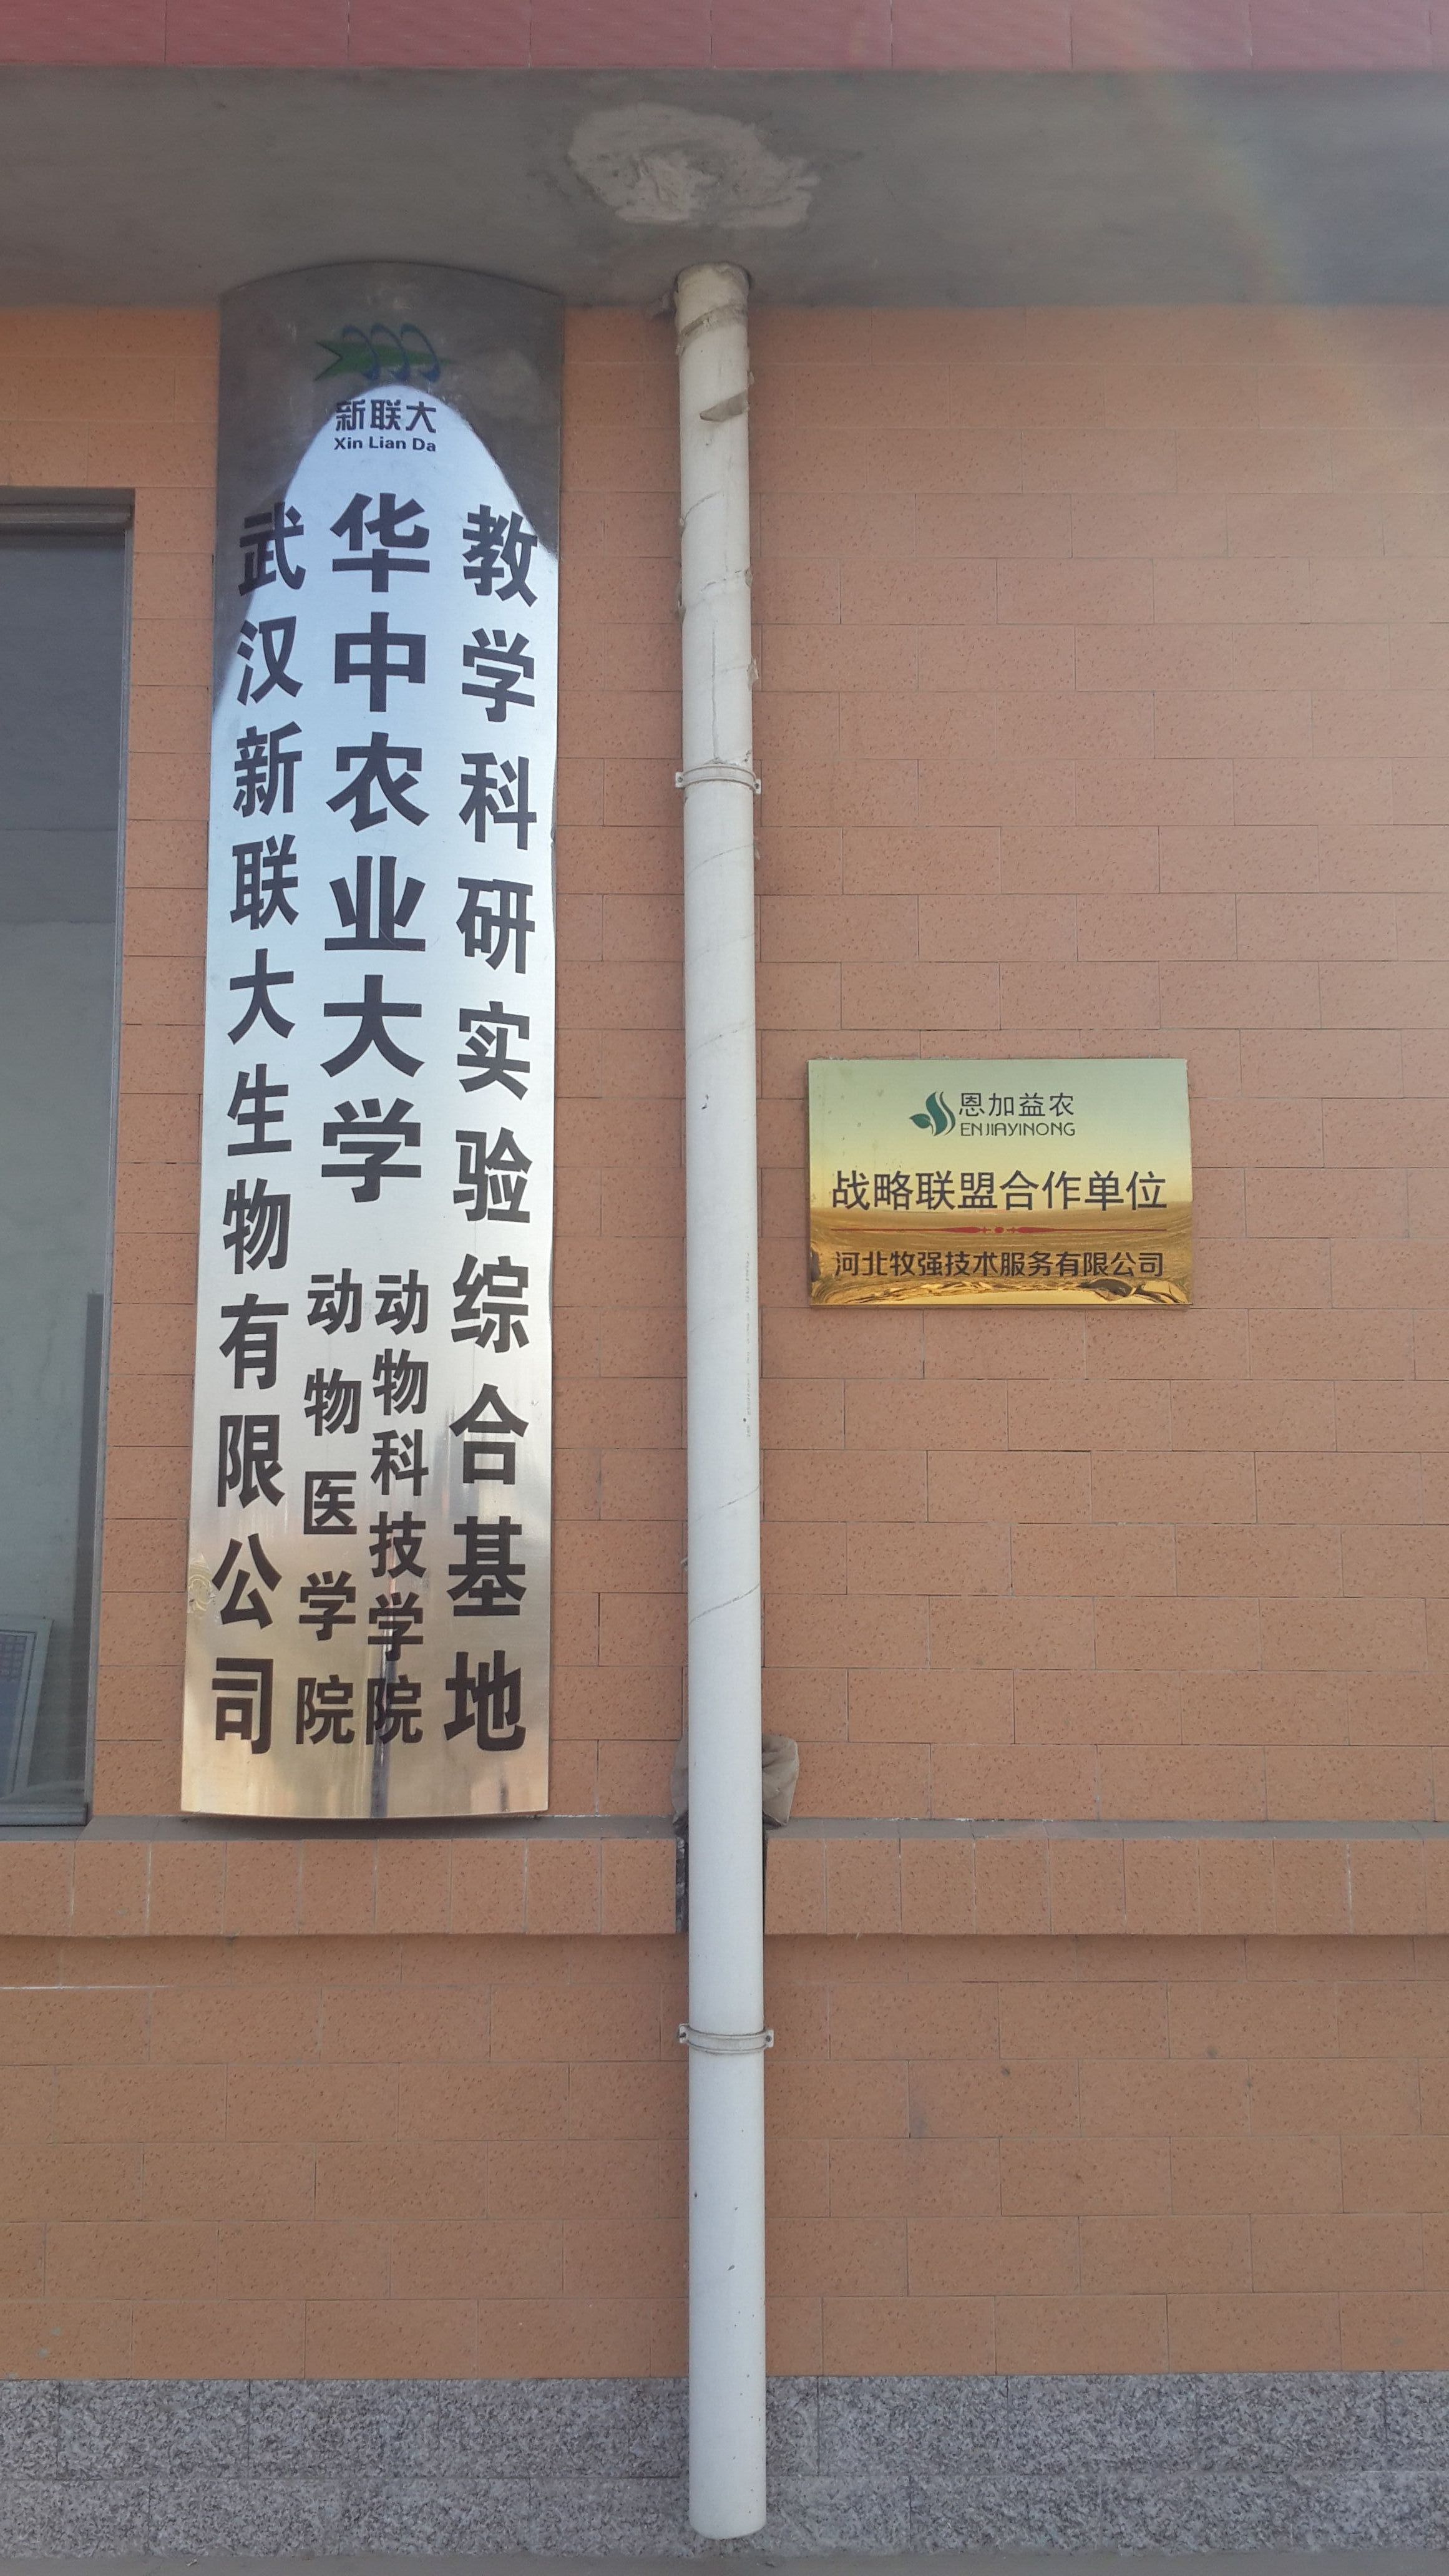 新联大
Xin Lian Da
教学科研实验综合基地
华中农业大学
动物科技学院
动物医学院
武汉新联大生物有限公司
恩加益农
ENJIAYINONG
战略联盟合作单位
河北牧强技术服务有限公司